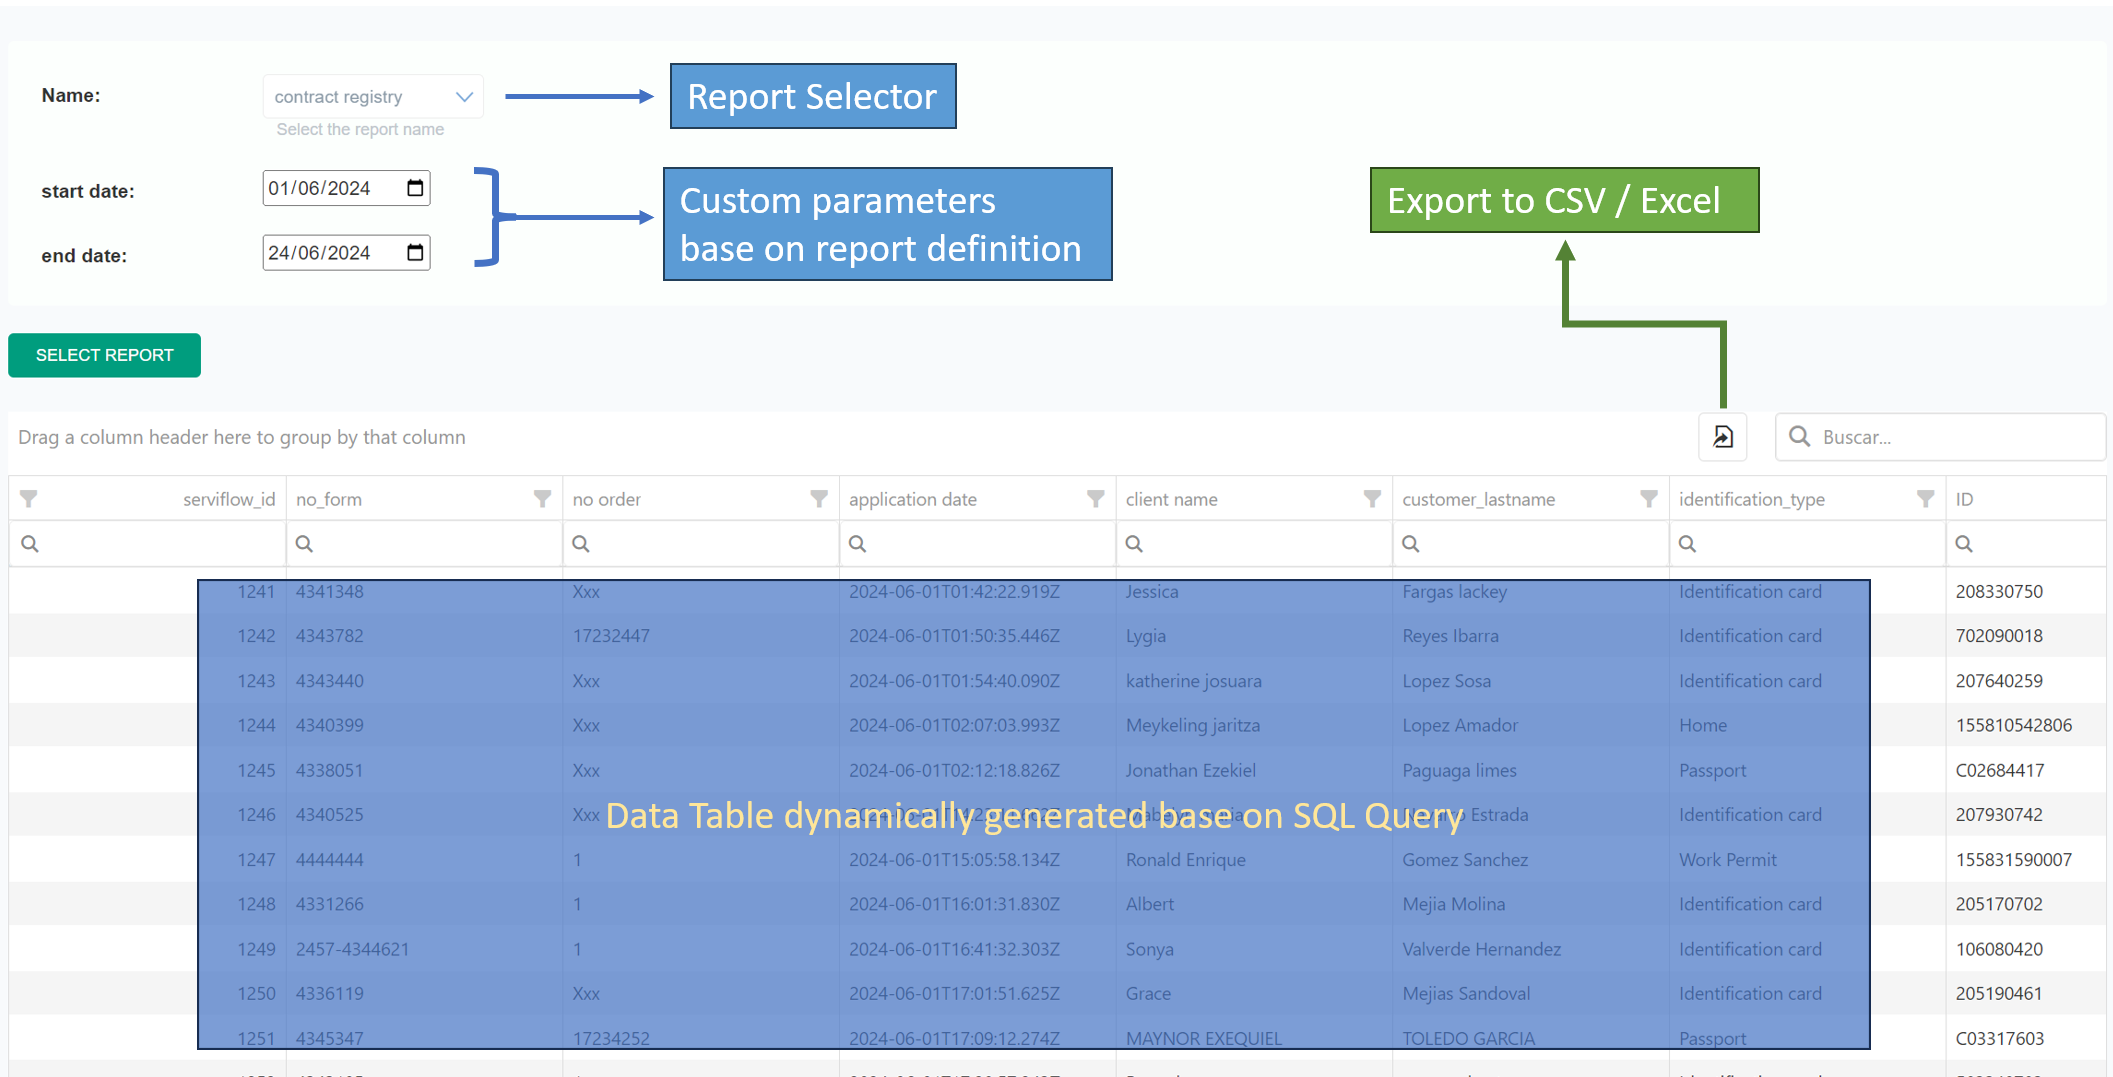 Name:
contract registry
Report Selector
Select the report name
start date:
01/06/2024
Custom parameters
base on report definition
Export to CSV / Excel
end date:
24/06/2024
SELECT REPORT
Drag a column header here to group by that column
Buscar...
serviflow_id no_form no order application date client name customer_lastname identification_type ID
1241 4341348 Xxx 2024-06-01T01:42:22.919Z Jessica Fargas lackey Identification card 208330750
1242 4343782 17232447 2024-06-01T01:50:35.446Z Lygia Reyes Ibarra Identification card 702090018
1243 4343440 Xxx 2024-06-01T01:54:40.090Z katherine josuara Lopez Sosa Identification card 207640259
1244 4340399 Xxx 2024-06-01T02:07:03.993Z Meykeling jaritza Lopez Amador Home 155810542806
1245 4338051 Xxx 2024-06-01T02:12:18.826Z Jonathan Ezekiel Paguaga limes Passport C02684417
1246 4340525 Xxx Estrada Identification card 207930742
Data Table dynamically generated base on SQL Query
1247 4444444 1 2024-06-01T15:05:58.134Z Ronald Enrique Gomez Sanchez Work Permit 155831590007
1248 4331266 1 2024-06-01T16:01:31.830Z Albert Mejia Molina Identification card 205170702
1249 2457-4344621 1 2024-06-01T16:41:32.303Z Sonya Valverde Hernandez Identification card 106080420
1250 4336119 Xxx 2024-06-01T17:01:51.625Z Grace Mejias Sandoval Identification card 205190461
1251 4345347 17234252 2024-06-01T17:09:12.274Z MAYNOR EXEQUIEL TOLEDO GARCIA Passport C03317603